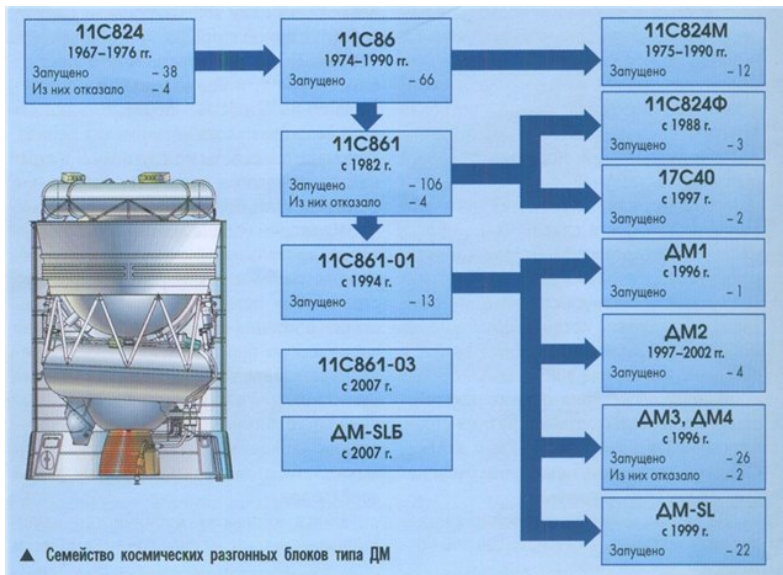 11С824
1967–1976 гг.
Запущено – 38
Из них отказало – 4
11С86
1974–1990 гг.
Запущено – 66
11С824М
1975–1990 гг.
Запущено – 12
11С861
с 1982 г.
Запущено – 106
Из них отказало – 4
11С824Ф
с 1988 г.
Запущено – 3
17С40
с 1997 г.
Запущено – 2
11С861-01
с 1994 г.
Запущено – 13
ДМ1
с 1996 г.
Запущено – 1
ДМ2
1997–2002 гг.
Запущено – 4
ДМ3, ДМ4
с 1996 г.
Запущено – 26
Из них отказало – 2
ДМ-SL
с 1999 г.
Запущено – 22
11С861-03
с 2007 г.
ДМ-SLБ
с 2007 г.
▲ Семейство космических разгонных блоков типа ДМ